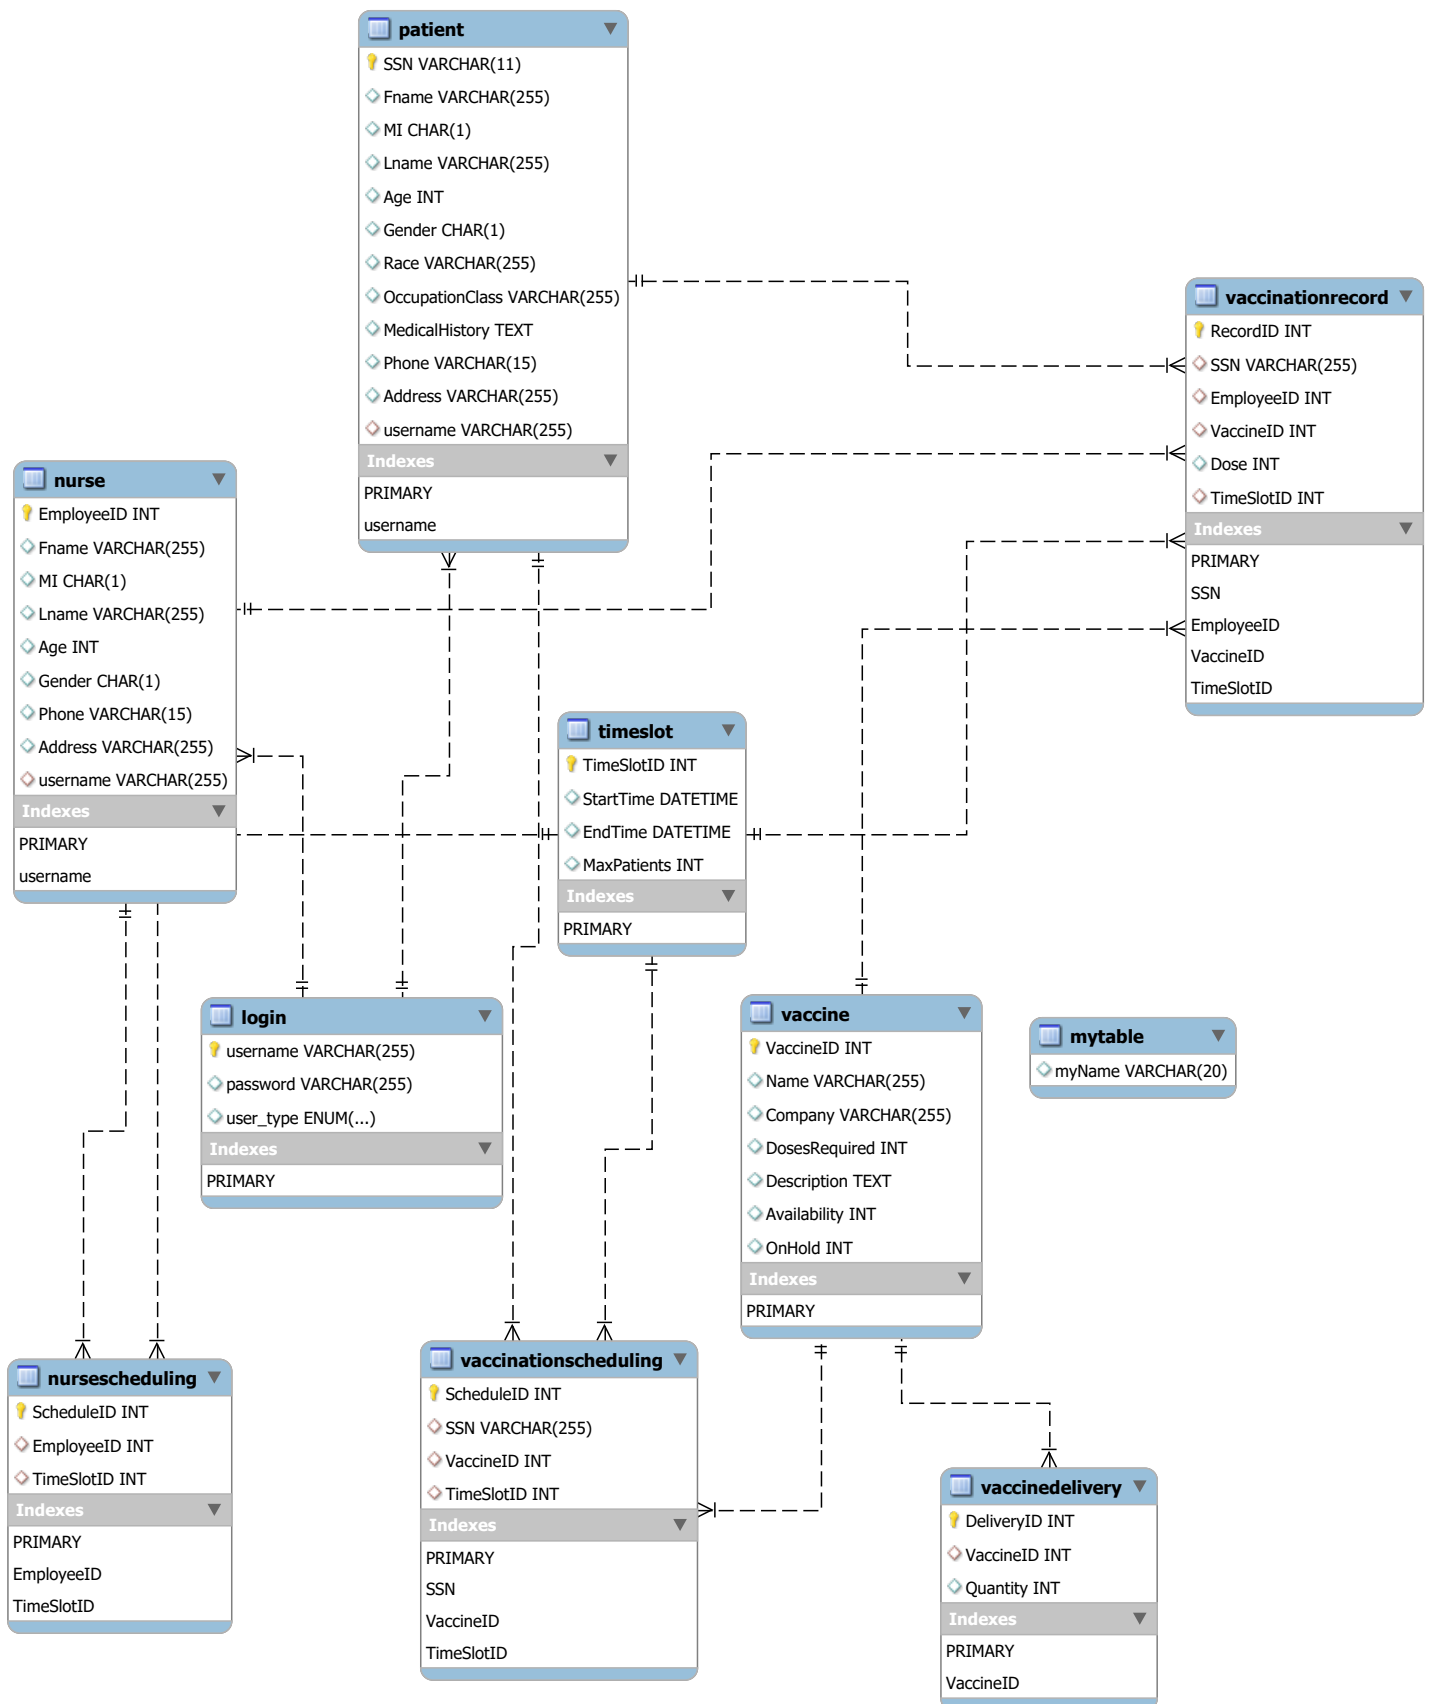 patient
SSN VARCHAR(11)
Fname VARCHAR(255)
MI CHAR(1)
Lname VARCHAR(255)
Age INT
Gender CHAR(1)
Race VARCHAR(255)
OccupationClass VARCHAR(255)
MedicalHistory TEXT
Phone VARCHAR(15)
Address VARCHAR(255)
username VARCHAR(255)
Indexes
PRIMARY
username
vaccinationrecord
RecordID INT
SSN VARCHAR(255)
EmployeeID INT
VaccineID INT
Dose INT
TimeSlotID INT
Indexes
PRIMARY
SSN
EmployeeID
VaccineID
TimeSlotID
nurse
EmployeeID INT
Fname VARCHAR(255)
MI CHAR(1)
Lname VARCHAR(255)
Age INT
Gender CHAR(1)
Phone VARCHAR(15)
Address VARCHAR(255)
username VARCHAR(255)
Indexes
PRIMARY
username
timeslot
TimeSlotID INT
StartTime DATETIME
EndTime DATETIME
MaxPatients INT
Indexes
PRIMARY
login
username VARCHAR(255)
password VARCHAR(255)
user_type ENUM(...)
Indexes
PRIMARY
vaccine
VaccineID INT
Name VARCHAR(255)
Company VARCHAR(255)
DosesRequired INT
Description TEXT
Availability INT
OnHold INT
Indexes
PRIMARY
mytable
myName VARCHAR(20)
nursescheduling
ScheduleID INT
EmployeeID INT
TimeSlotID INT
Indexes
PRIMARY
EmployeeID
TimeSlotID
vaccinationscheduling
ScheduleID INT
SSN VARCHAR(255)
VaccineID INT
TimeSlotID INT
Indexes
PRIMARY
SSN
VaccineID
TimeSlotID
vaccinedelivery
DeliveryID INT
VaccineID INT
Quantity INT
Indexes
PRIMARY
VaccineID